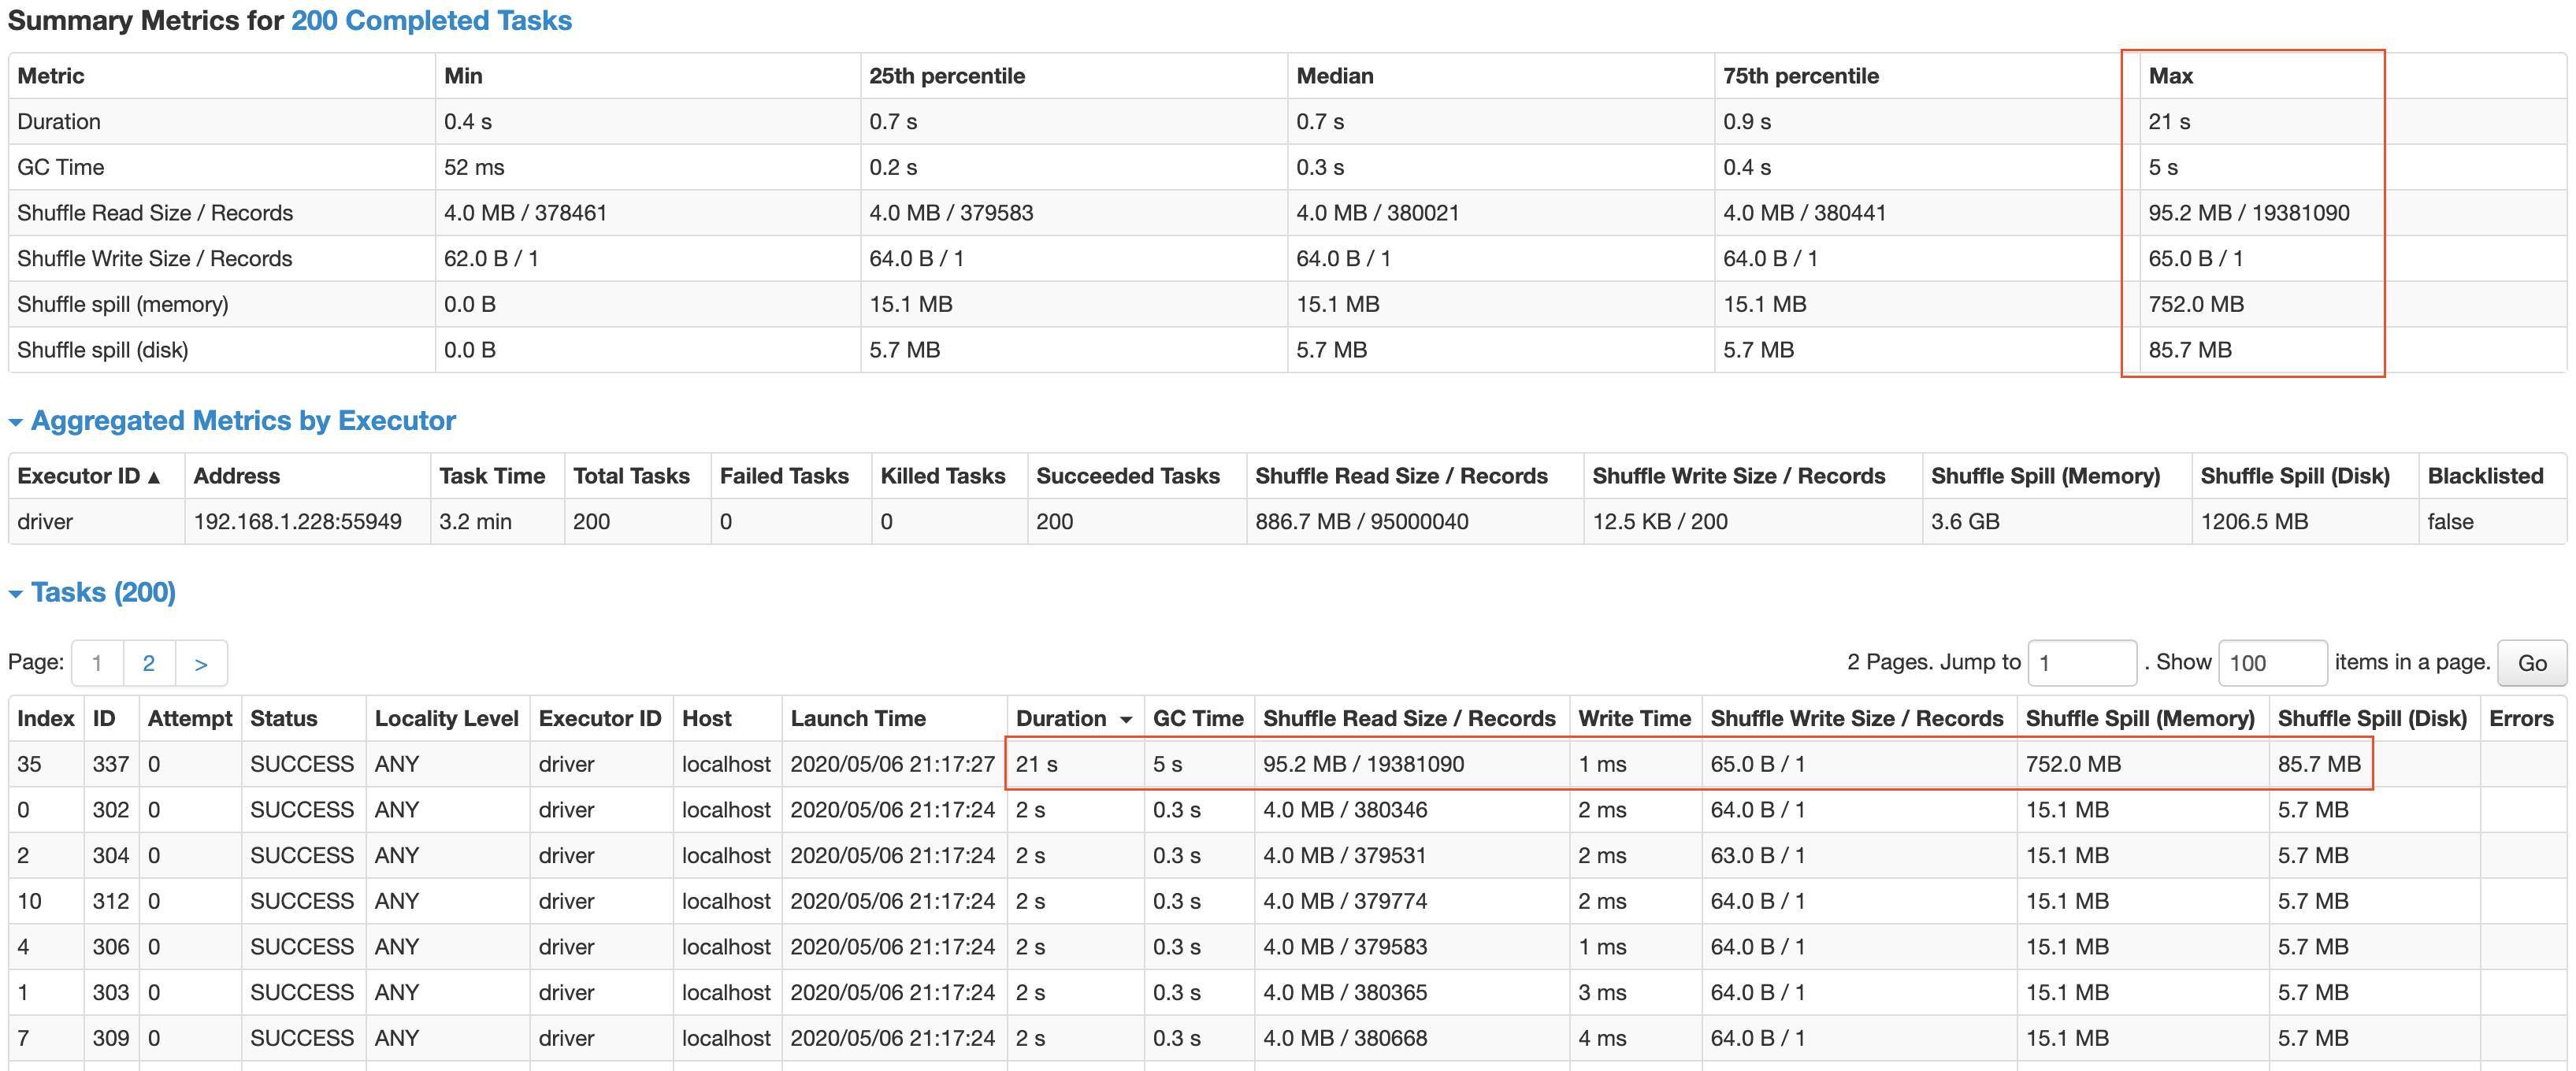 Summary Metrics for 200 Completed Tasks
Metric Min 25th percentile Median 75th percentile Max
Duration 0.4 s 0.7 s 0.7 s 0.9 s 21 s
GC Time 52 ms 0.2 s 0.3 s 0.4 s 5 s
Shuffle Read Size / Records 4.0 MB / 378461 4.0 MB / 379583 4.0 MB / 380021 4.0 MB / 380441 95.2 MB / 19381090
Shuffle Write Size / Records 62.0 B / 1 64.0 B / 1 64.0 B / 1 64.0 B / 1 65.0 B / 1
Shuffle spill (memory) 0.0 B 15.1 MB 15.1 MB 15.1 MB 752.0 MB
Shuffle spill (disk) 0.0 B 5.7 MB 5.7 MB 5.7 MB 85.7 MB
Aggregated Metrics by Executor
Executor ID ▲ Address Task Time Total Tasks Failed Tasks Killed Tasks Succeeded Tasks Shuffle Read Size / Records Shuffle Write Size / Records Shuffle Spill (Memory) Shuffle Spill (Disk) Blacklisted
driver 192.168.1.228:55949 3.2 min 200 0 0 200 886.7 MB / 95000040 12.5 KB / 200 3.6 GB 1206.5 MB false
Tasks (200)
Page: 1 2 > 2 Pages. Jump to 1 . Show 100 items in a page. Go
Index ID Attempt Status Locality Level Executor ID Host Launch Time Duration GC Time Shuffle Read Size / Records Write Time Shuffle Write Size / Records Shuffle Spill (Memory) Shuffle Spill (Disk) Errors
35 337 0 SUCCESS ANY driver localhost 2020/05/06 21:17:27 21 s 5 s 95.2 MB / 19381090 1 ms 65.0 B / 1 752.0 MB 85.7 MB
0 302 0 SUCCESS ANY driver localhost 2020/05/06 21:17:24 2 s 0.3 s 4.0 MB / 380346 2 ms 64.0 B / 1 15.1 MB 5.7 MB
2 304 0 SUCCESS ANY driver localhost 2020/05/06 21:17:24 2 s 0.3 s 4.0 MB / 379531 2 ms 63.0 B / 1 15.1 MB 5.7 MB
10 312 0 SUCCESS ANY driver localhost 2020/05/06 21:17:24 2 s 0.3 s 4.0 MB / 379774 2 ms 64.0 B / 1 15.1 MB 5.7 MB
4 306 0 SUCCESS ANY driver localhost 2020/05/06 21:17:24 2 s 0.3 s 4.0 MB / 379583 1 ms 64.0 B / 1 15.1 MB 5.7 MB
1 303 0 SUCCESS ANY driver localhost 2020/05/06 21:17:24 2 s 0.3 s 4.0 MB / 380365 3 ms 64.0 B / 1 15.1 MB 5.7 MB
7 309 0 SUCCESS ANY driver localhost 2020/05/06 21:17:24 2 s 0.3 s 4.0 MB / 380668 4 ms 64.0 B / 1 15.1 MB 5.7 MB